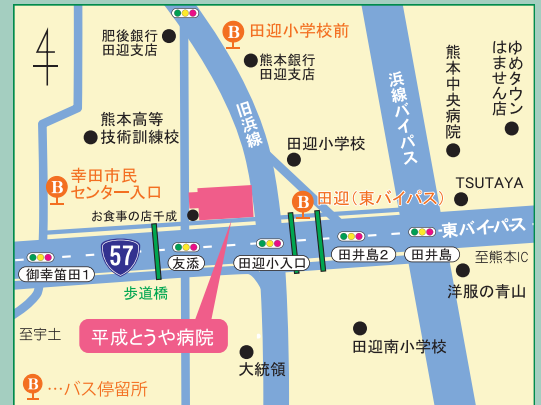 肥後銀行
田迎支店
B 田迎小学校前
熊本銀行
田迎支店
旧浜線
浜線バイパス
熊本中央病院
ゆめタウン
はません店
熊本高等
技術訓練校
田迎小学校
B 幸田市民
センター入口
B 田迎(東バイパス)
TSUTAYA
お食事の店千成
東バイパス
57
御幸笛田1
友添
田迎小入口
田井島2
田井島
至熊本IC
歩道橋
洋服の青山
至宇土
平成とうや病院
田迎南小学校
大統領
B …バス停留所